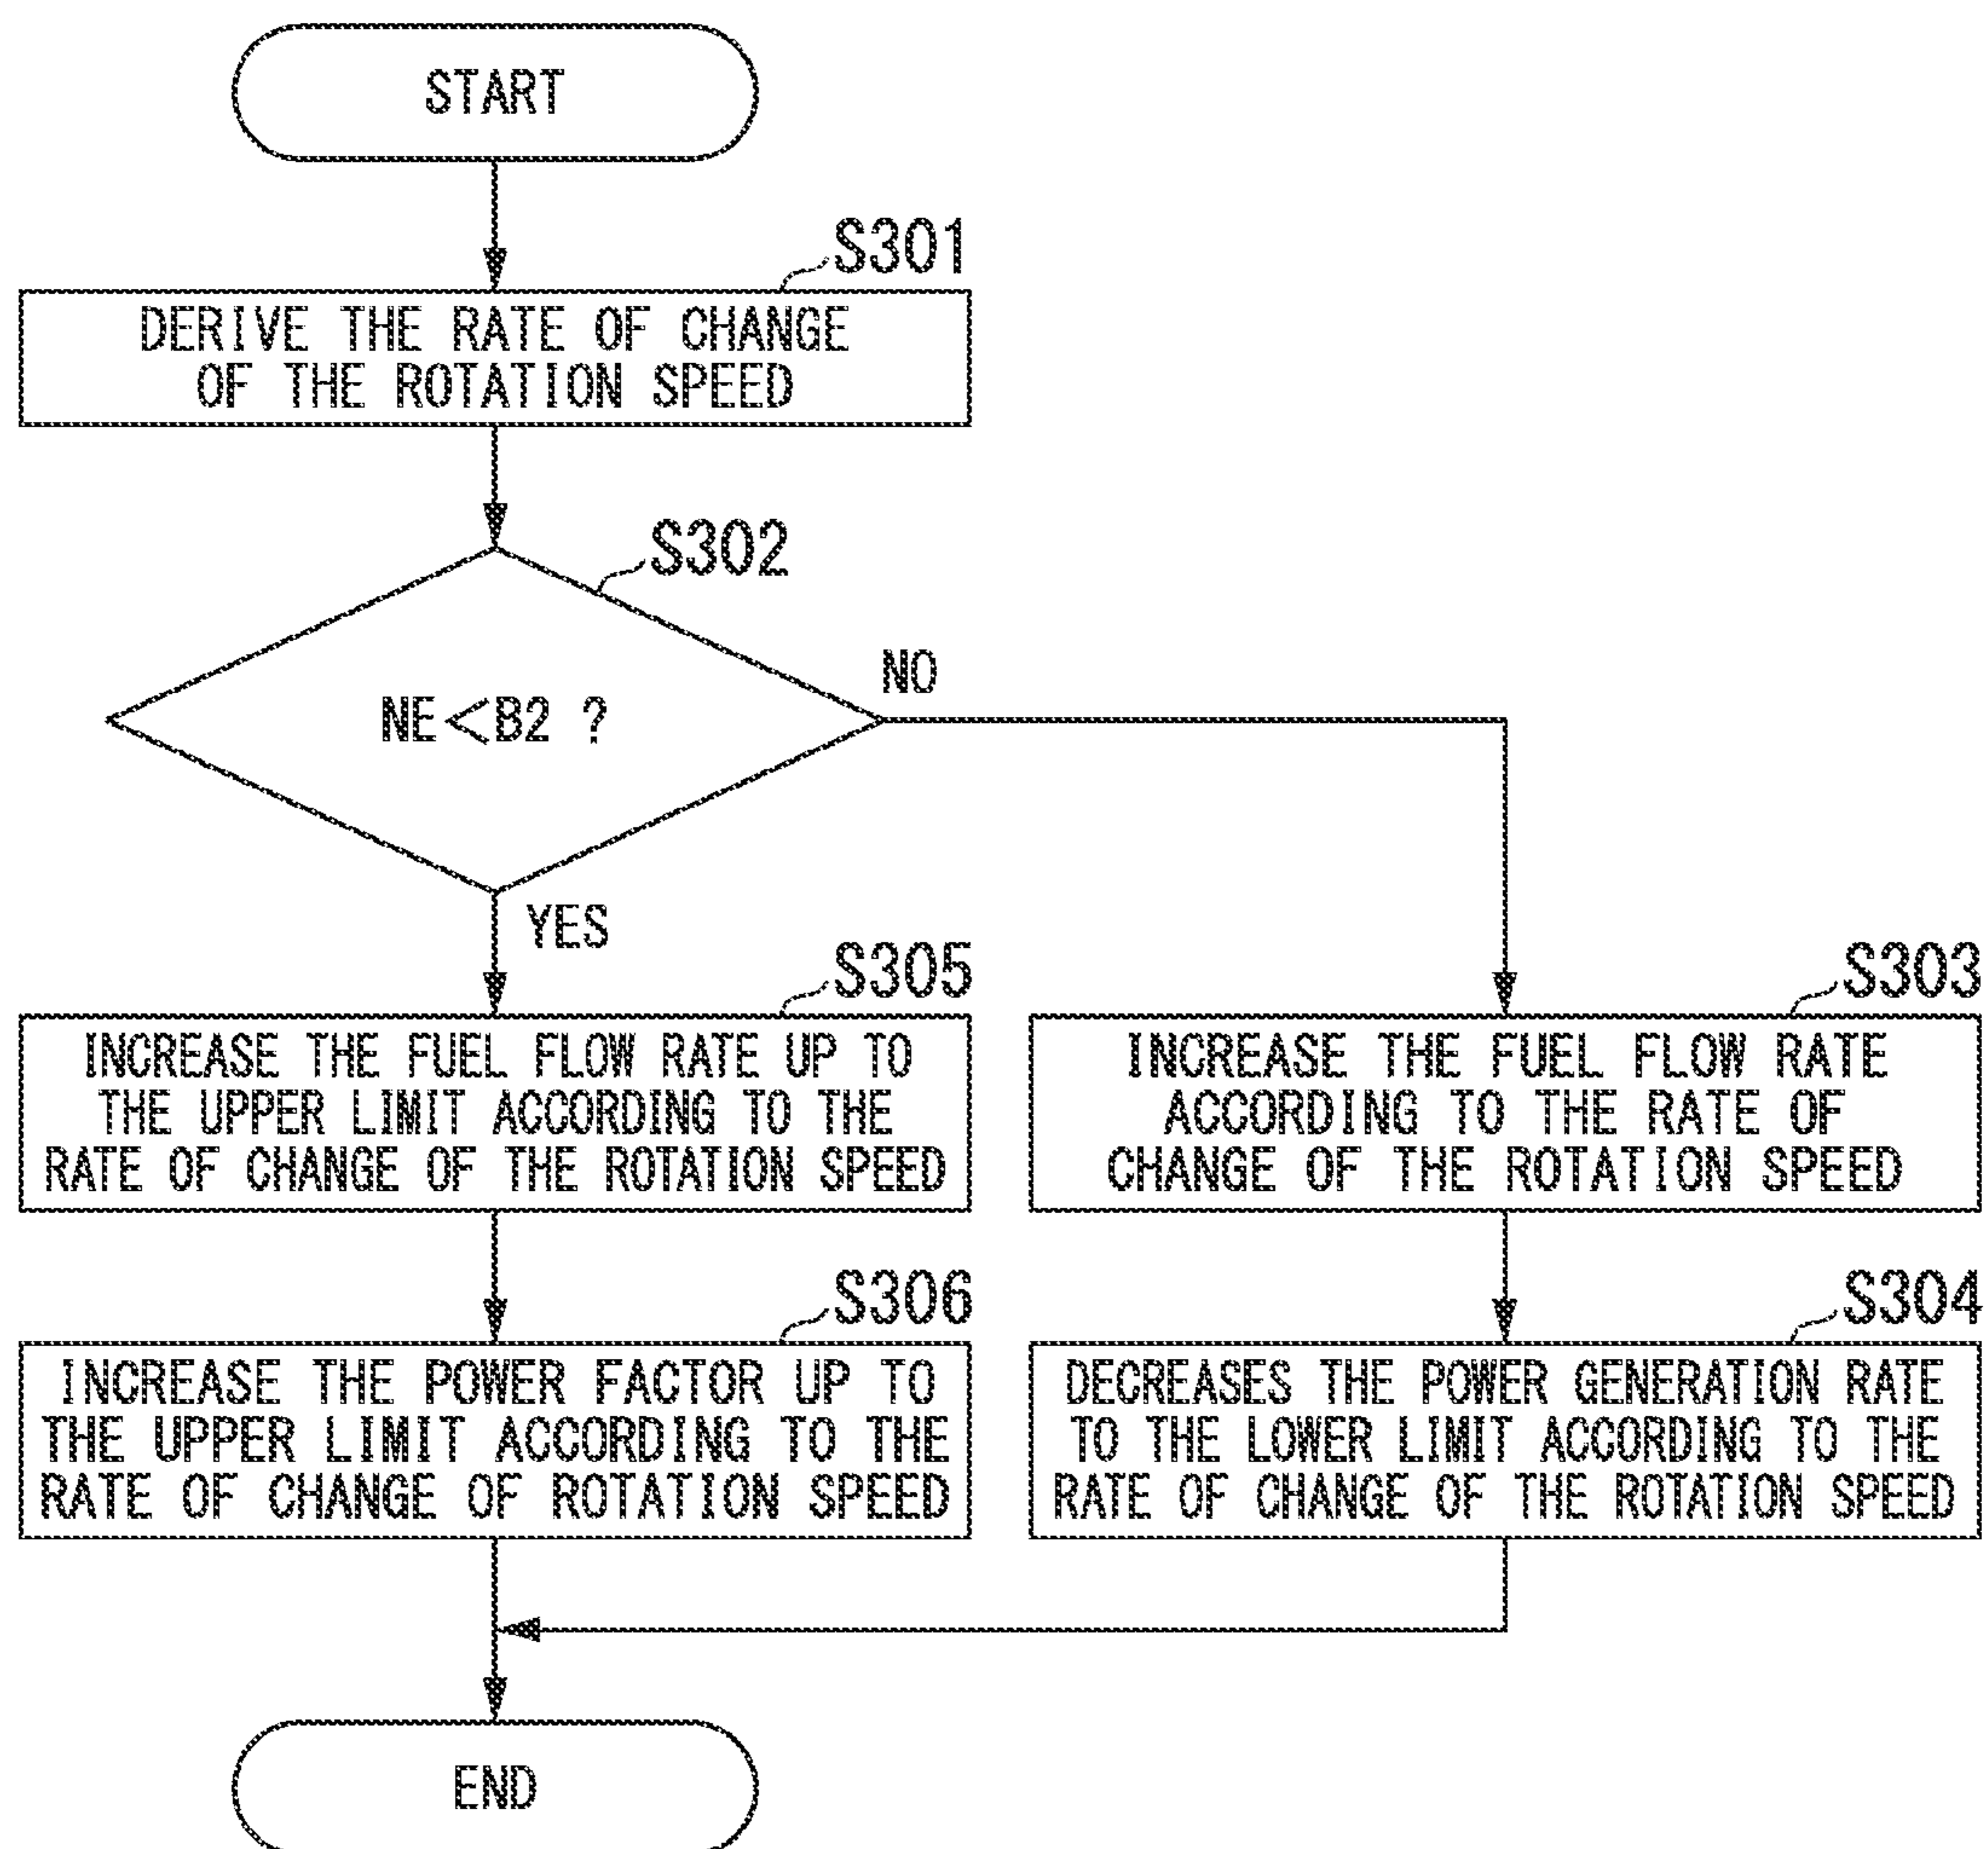 START
S301
DERIVE THE RATE OF CHANGE
OF THE ROTATION SPEED
S302
NE<B2 ?
NO
YES
S305
INCREASE THE FUEL FLOW RATE UP TO
THE UPPER LIMIT ACCORDING TO THE
RATE OF CHANGE OF THE ROTATION SPEED
S303
INCREASE THE FUEL FLOW RATE
ACCORDING TO THE RATE OF
CHANGE OF THE ROTATION SPEED
S306
INCREASE THE POWER FACTOR UP TO
THE UPPER LIMIT ACCORDING TO THE
RATE OF CHANGE OF ROTATION SPEED
S304
DECREASES THE POWER GENERATION RATE
TO THE LOWER LIMIT ACCORDING TO THE
RATE OF CHANGE OF THE ROTATION SPEED
END